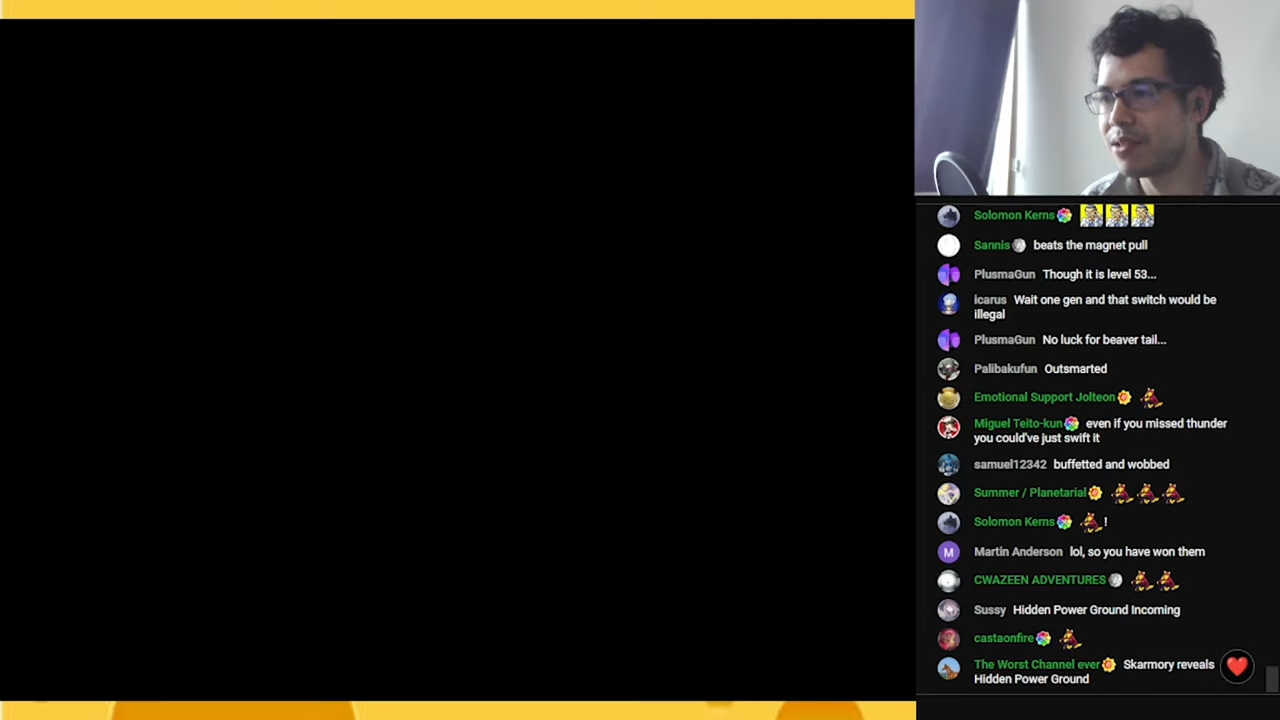 Solomon Kerns
Sannis beats the magnet pull
PlusmaGun Though it is level 53...
icarus Wait one gen and that switch would be
illegal
PlusmaGun No luck for beaver tail...
Palibakufun Outsmarted
Emotional Support Jolteon
Miguel Teito-kun even if you missed thunder
you could've just swift it
samuel12342 buffetted and wobbed
Summer / Planetarial
Solomon Kerns !
M Martin Anderson lol, so you have won them
CWAZEEN ADVENTURES
Sussy Hidden Power Ground Incoming
castaonfire
The Worst Channel ever Skarmory reveals
Hidden Power Ground